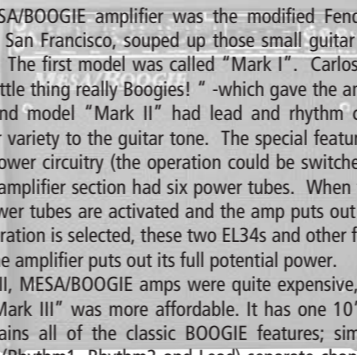 SA/BOOGIE amplifier was the modified Fend
San Francisco, souped up those small guitar
The first model was called “Mark I”. Carlos
ttle thing really Boogies! “ -which gave the an
nd model “Mark II” had lead and rhythm c
r variety to the guitar tone. The special featur
ower circuitry (the operation could be switche
amplifier section had six power tubes. When
wer tubes are activated and the amp puts out
ration is selected, these two EL34s and other f
e amplifier puts out its full potential power.
II, MESA/BOOGIE amps were quite expensive,
Mark III” was more affordable. It has one 10”
ains all of the classic BOOGIE features; sim
/Rhythm1, Rhythm2 and Lead) separate chan